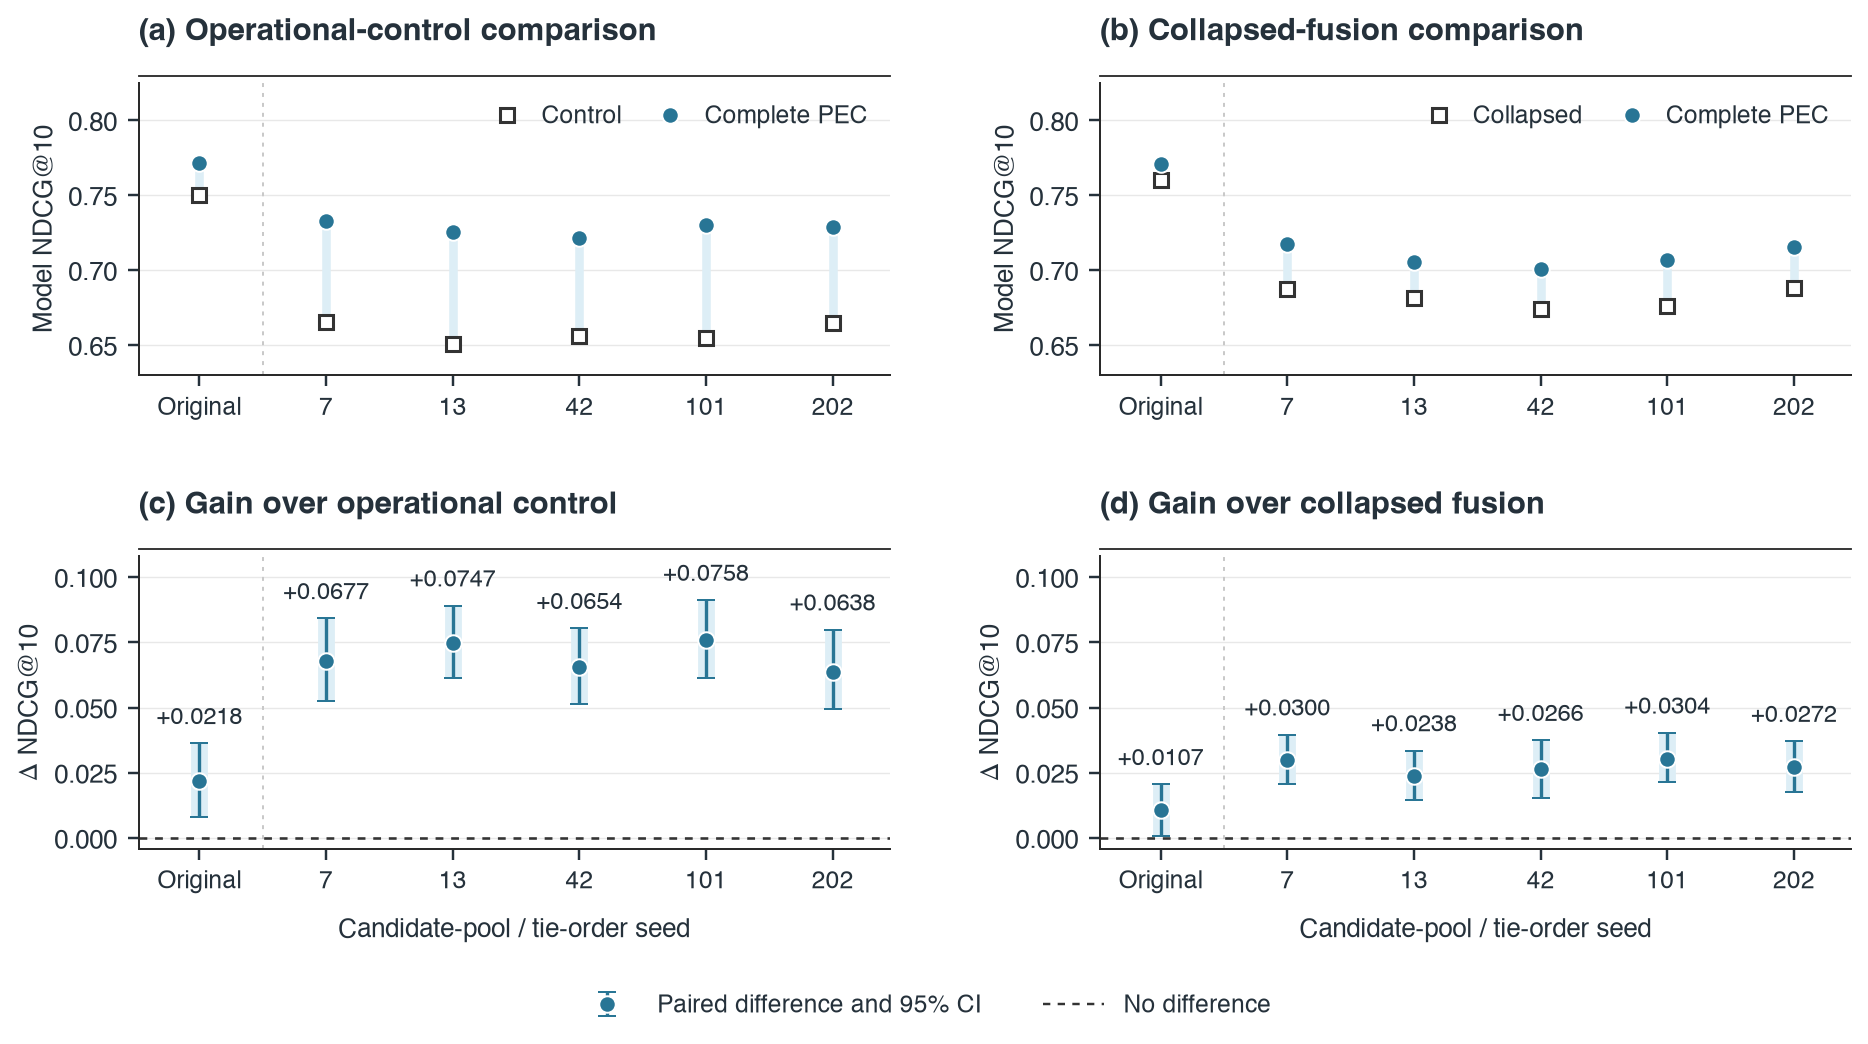 (a) Operational-control comparison
Model NDCG@10
0.80
0.75
0.70
0.65
Control
Complete PEC
Original
7
13
42
101
202
(b) Collapsed-fusion comparison
Model NDCG@10
0.80
0.75
0.70
0.65
Collapsed
Complete PEC
Original
7
13
42
101
202
(c) Gain over operational control
Δ NDCG@10
0.100
0.075
0.050
0.025
0.000
+0.0218
+0.0677
+0.0747
+0.0654
+0.0758
+0.0638
Original
7
13
42
101
202
Candidate-pool / tie-order seed
(d) Gain over collapsed fusion
Δ NDCG@10
0.100
0.075
0.050
0.025
0.000
+0.0107
+0.0300
+0.0238
+0.0266
+0.0304
+0.0272
Original
7
13
42
101
202
Candidate-pool / tie-order seed
Paired difference and 95% CI
No difference